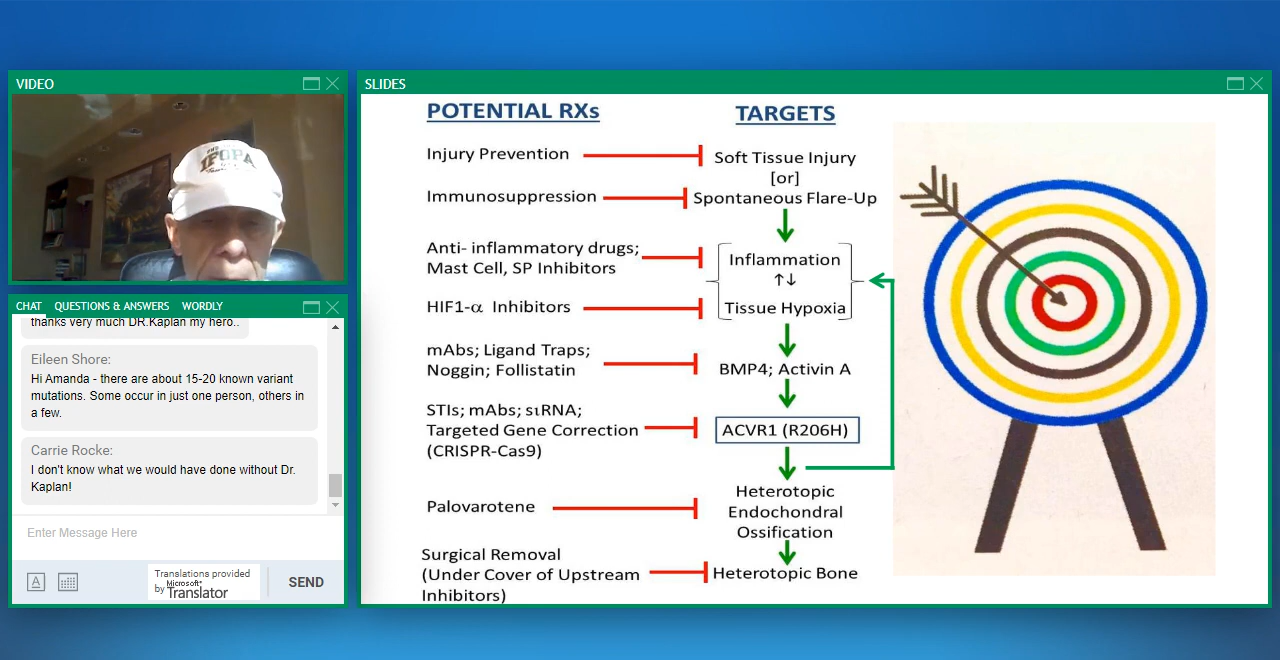 VIDEO
IFOPA
CHAT QUESTIONS & ANSWERS WORDLY
thanks very much DR.Kaplan my hero..
Eileen Shore:
Hi Amanda - there are about 15-20 known variant
mutations. Some occur in just one person, others in
a few.
Carrie Rocke:
I don't know what we would have done without Dr.
Kaplan!
Enter Message Here
A
Translations provided
by Microsoft®
Translator
SEND
SLIDES
POTENTIAL RXs
Injury Prevention
Immunosuppression
Anti- inflammatory drugs;
Mast Cell, SP Inhibitors
HIF1-α Inhibitors
mAbs; Ligand Traps;
Noggin; Follistatin
STIs; mAbs; sιRNA;
Targeted Gene Correction
(CRISPR-Cas9)
Palovarotene
Surgical Removal
(Under Cover of Upstream
Inhibitors)
TARGETS
Soft Tissue Injury
[or]
Spontaneous Flare-Up
Inflammation
↑↓
Tissue Hypoxia
BMP4; Activin A
ACVR1 (R206H)
Heterotopic
Endochondral
Ossification
Heterotopic Bone